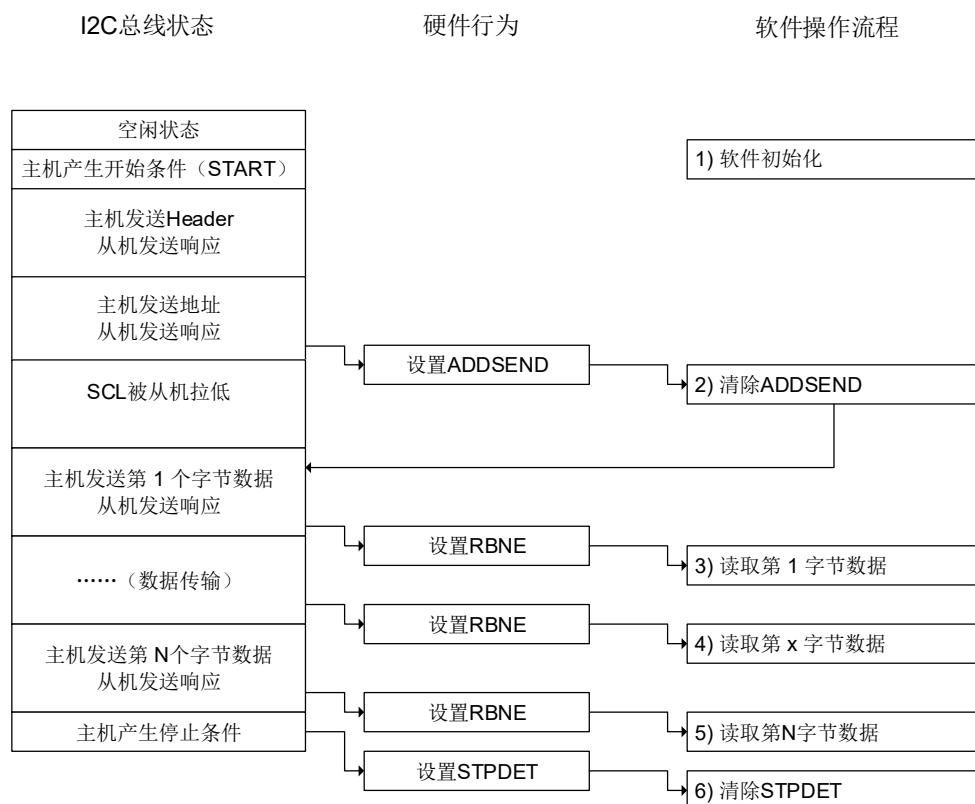 I2C总线状态
硬件行为
软件操作流程
空闲状态
主机产生开始条件（START）
1) 软件初始化
主机发送Header
从机发送响应
主机发送地址
从机发送响应
设置ADDSEND
2) 清除ADDSEND
SCL被从机拉低
主机发送第 1 个字节数据
从机发送响应
设置RBNE
3) 读取第 1 字节数据
……（数据传输）
设置RBNE
4) 读取第 x 字节数据
主机发送第 N个字节数据
从机发送响应
设置RBNE
5) 读取第N字节数据
主机产生停止条件
设置STPDET
6) 清除STPDET